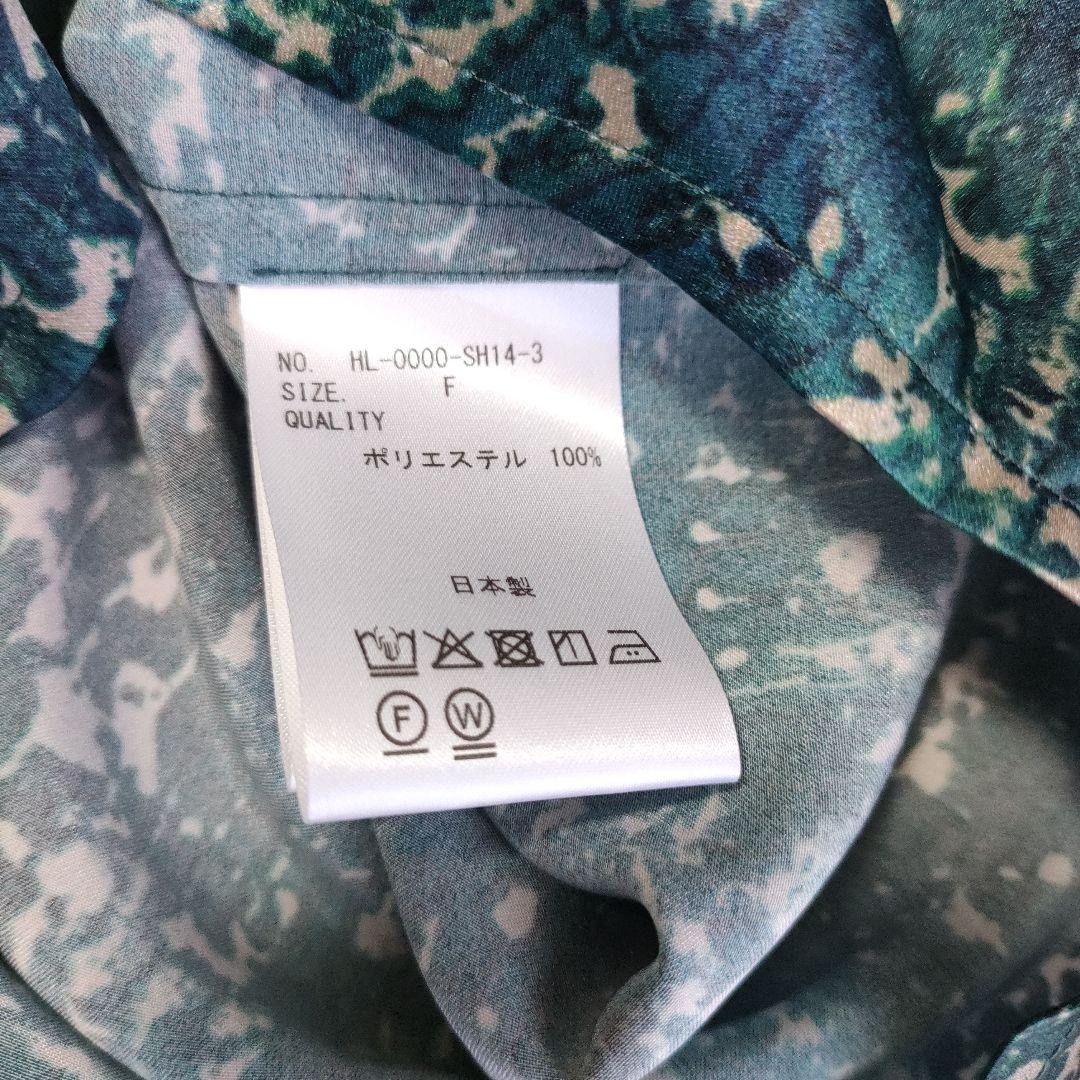 NO. HL-0000-SH14-3
SIZE. F
QUALITY
ポリエステル 100%
日本製
F W